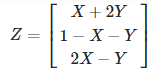 Z = [ X + 2Y
1 − X − Y
2X − Y ]